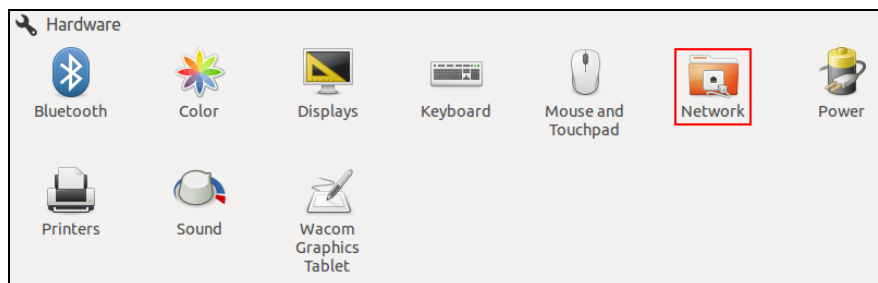 Hardware
Bluetooth
Color
Displays
Keyboard
Mouse and
Touchpad
Network
Power
Printers
Sound
Wacom
Graphics
Tablet